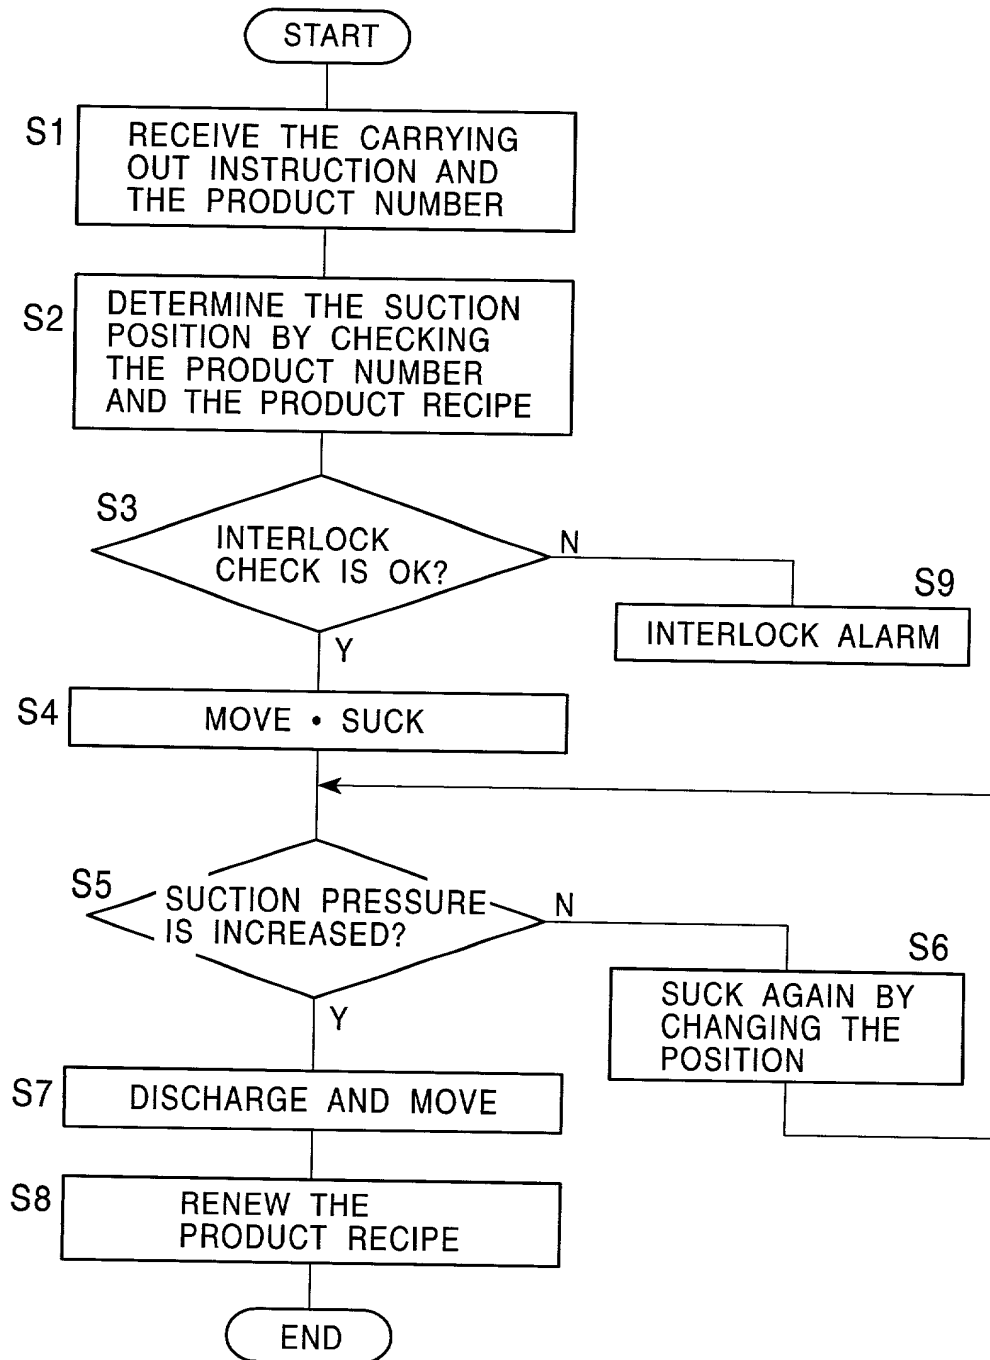 START
S1
RECEIVE THE CARRYING
OUT INSTRUCTION AND
THE PRODUCT NUMBER
S2
DETERMINE THE SUCTION
POSITION BY CHECKING
THE PRODUCT NUMBER
AND THE PRODUCT RECIPE
S3
INTERLOCK
CHECK IS OK?
N
S9
INTERLOCK ALARM
Y
S4
MOVE • SUCK
S5
SUCTION PRESSURE
IS INCREASED?
N
S6
SUCK AGAIN BY
CHANGING THE
POSITION
Y
S7
DISCHARGE AND MOVE
S8
RENEW THE
PRODUCT RECIPE
END